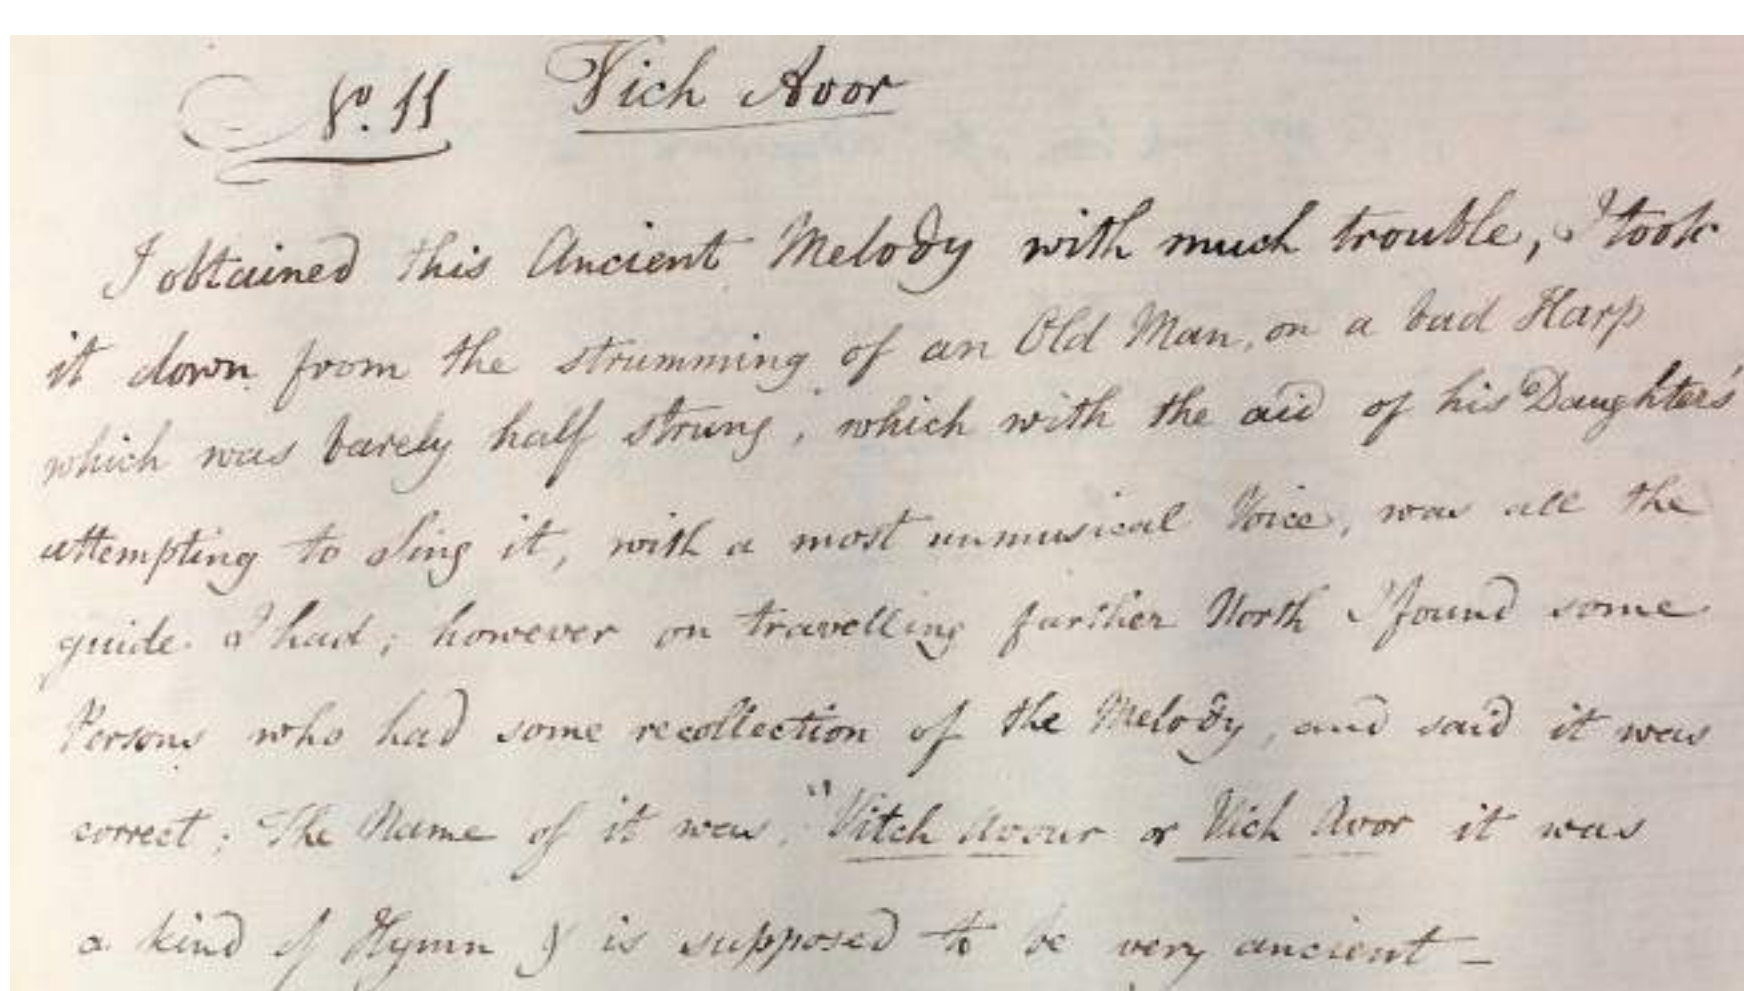 No. 11 Vich Avor
I obtained this Ancient Melody with much trouble, I took
it down from the strumming of an Old Man, on a bad Harp
which was barely half strung, which with the aid of his Daughter's
attempting to sing it, with a most unmusical Voice, was all the
guide I had; however on travelling further North I found some
Persons who had some recollection of the Melody, and said it was
correct; The Name of it was "Vitch Avour or Vich Avor it was
a kind of Hymn & is supposed to be very ancient –